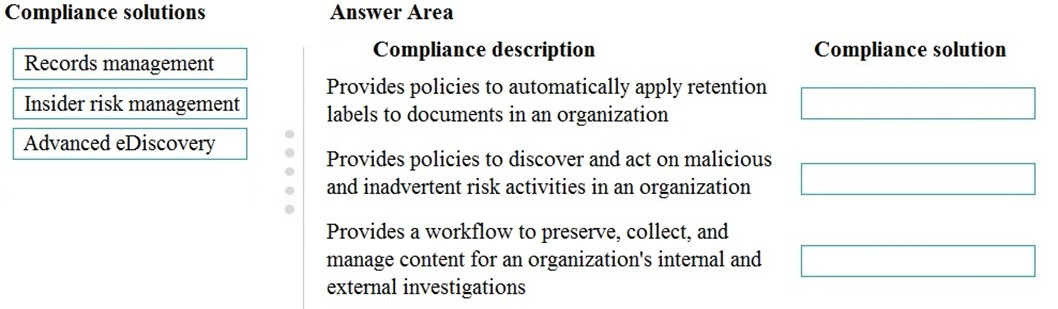 Compliance solutions
Records management
Insider risk management
Advanced eDiscovery
Answer Area
Compliance description
Compliance solution
Provides policies to automatically apply retention
labels to documents in an organization
Provides policies to discover and act on malicious
and inadvertent risk activities in an organization
Provides a workflow to preserve, collect, and
manage content for an organization's internal and
external investigations